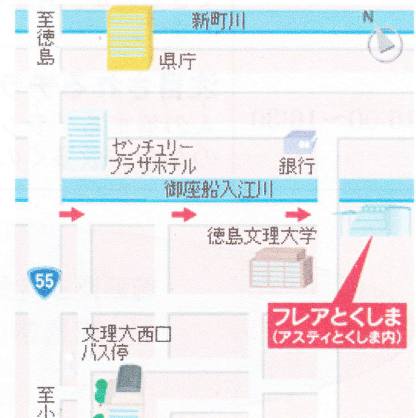 至徳島
新町川
N
県庁
センチュリー
プラザホテル
銀行
御座船入江川
徳島文理大学
55
フレアとくしま
(アスティとくしま内)
文理大西口
バス停
至小